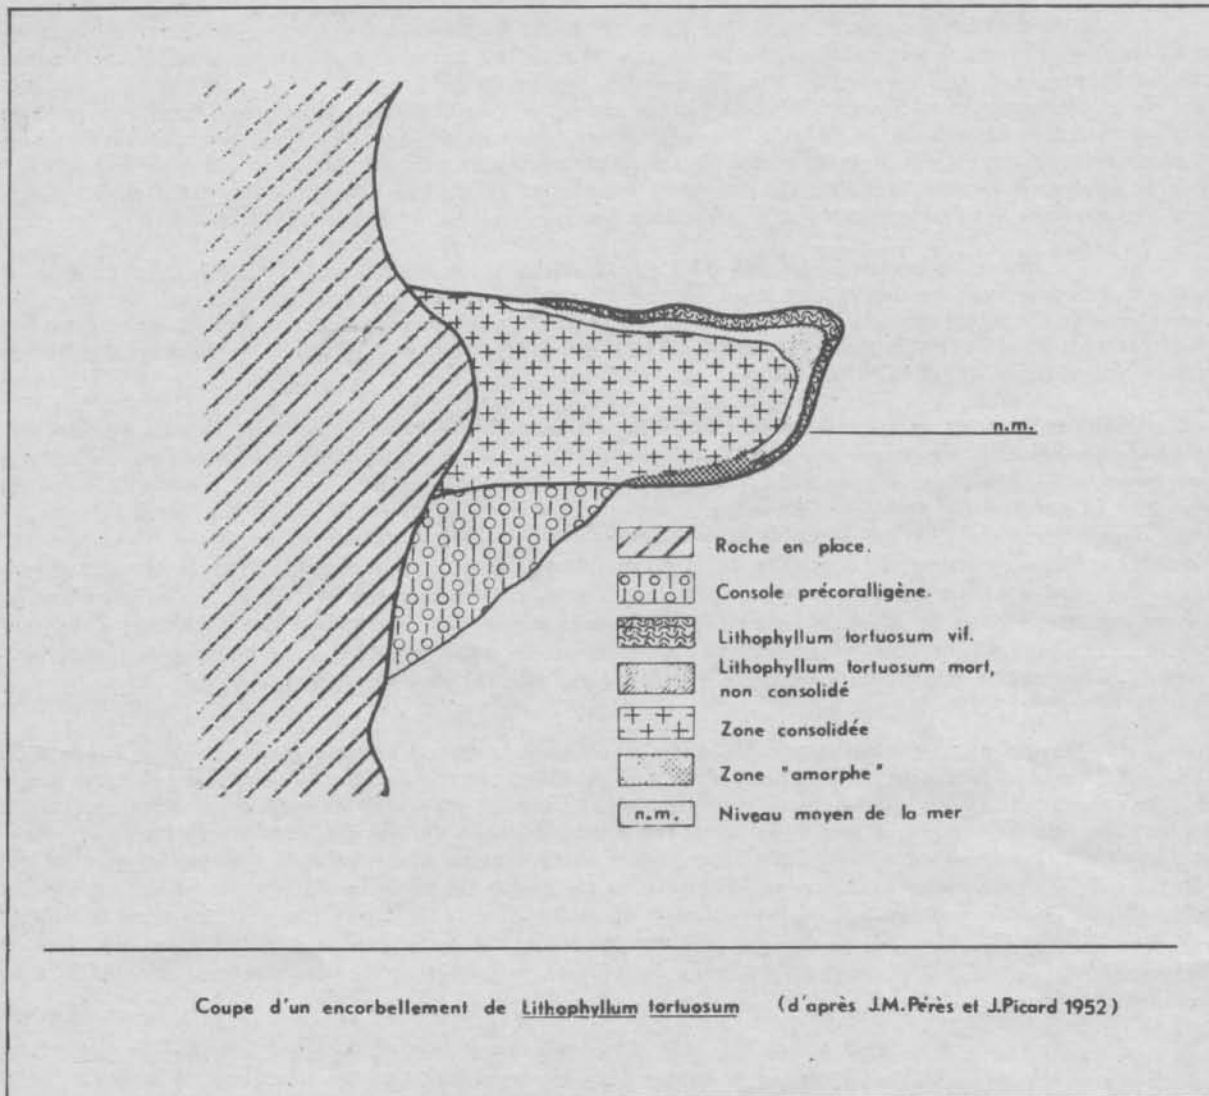 n.m.
Roche en place.
Console précoralligène.
Lithophyllum tortuosum vif.
Lithophyllum tortuosum mort,
non consolidé
Zone consolidée
Zone "amorphe"
n.m. Niveau moyen de la mer
Coupe d'un encorbellement de Lithophyllum tortuosum (d'après J.M.Pérès et J.Picard 1952)